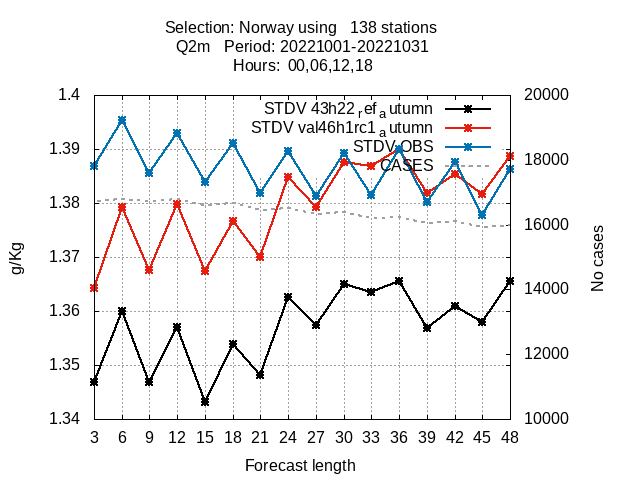 Selection: Norway using   138 stations
Q2m   Period: 20221001-20221031
Hours:  00,06,12,18
STDV 43h22ref_autumn
STDV val46h1rc1_autumn
STDV OBS
CASES
1.4
1.39
1.38
1.37
1.36
1.35
1.34
g/Kg
20000
18000
16000
14000
12000
10000
No cases
3 6 9 12 15 18 21 24 27 30 33 36 39 42 45 48
Forecast length